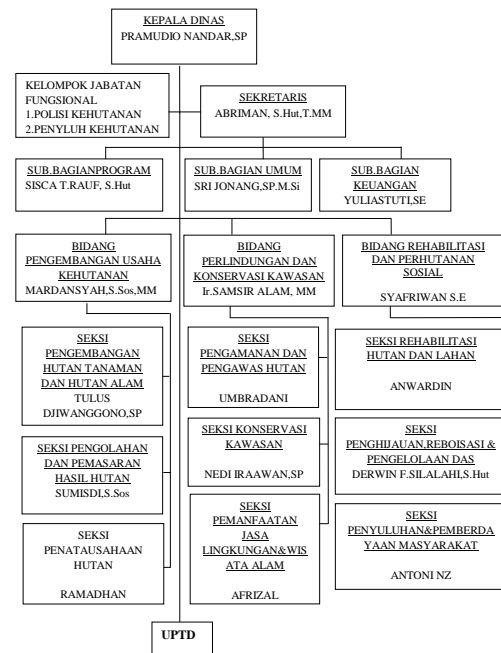 KEPALA DINAS
PRAMUDIO NANDAR,SP
KELOMPOK JABATAN
FUNGSIONAL
1.POLISI KEHUTANAN
2.PENYLUH KEHUTANAN
SEKRETARIS
ABRIMAN, S.Hut,T.MM
SUB.BAGIANPROGRAM
SISCA T.RAUF, S.Hut
SUB.BAGIAN UMUM
SRI JONANG,SP.M.Si
SUB.BAGIAN
KEUANGAN
YULIASTUTI,SE
BIDANG
PENGEMBANGAN USAHA
KEHUTANAN
MARDANSYAH,S.Sos,MM
BIDANG
PERLINDUNGAN DAN
KONSERVASI KAWASAN
Ir.SAMSIR ALAM, MM
BIDANG REHABILITASI
DAN PERHUTANAN
SOSIAL
SYAFRIWAN S.E
SEKSI
PENGEMBANGAN
HUTAN TANAMAN
DAN HUTAN ALAM
TULUS
DJIWANGGONO,SP
SEKSI
PENGAMANAN DAN
PENGAWAS HUTAN
UMBRADANI
SEKSI REHABILITASI
HUTAN DAN LAHAN
ANWARDIN
SEKSI PENGOLAHAN
DAN PEMASARAN
HASIL HUTAN
SUMISDI,S.Sos
SEKSI KONSERVASI
KAWASAN
NEDI IRAAWAN,SP
SEKSI
PENGHIJAUAN,REBOISASI &
PENGELOLAAN DAS
DERWIN F.SILALAHI,S.Hut
SEKSI
PENATAUSAHAAN
HUTAN
RAMADHAN
SEKSI
PEMANFAATAN
JASA
LINGKUNGAN&WIS
ATA ALAM
AFRIZAL
SEKSI
PENYULUHAN&PEMBERDA
YAAN MASYARAKAT
ANTONI NZ
UPTD